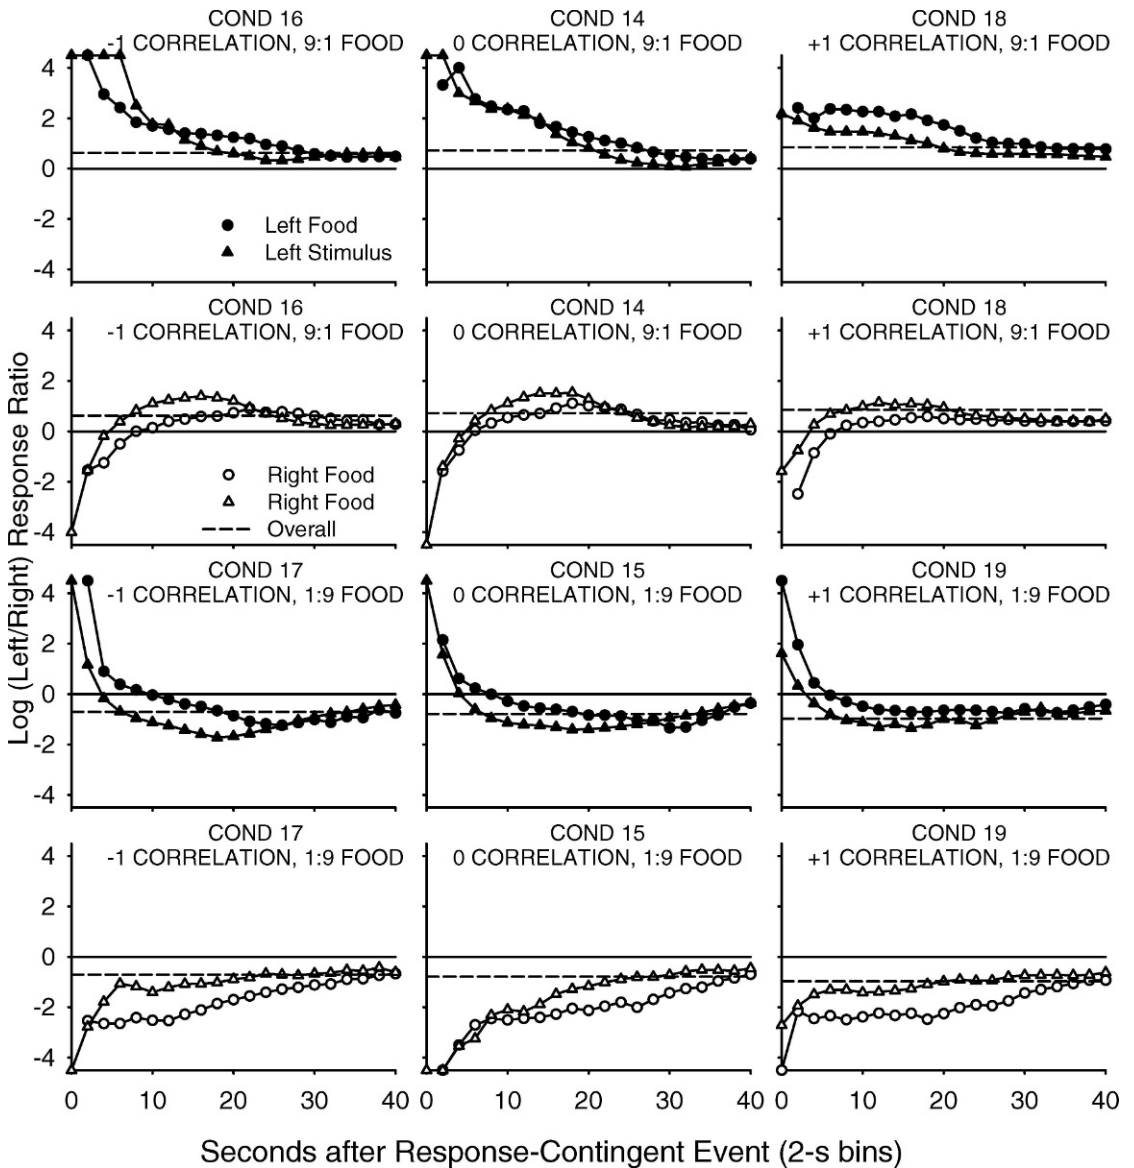 COND 16
-1 CORRELATION, 9:1 FOOD
COND 14
0 CORRELATION, 9:1 FOOD
COND 18
+1 CORRELATION, 9:1 FOOD
4
2
0
-2
-4
Left Food
Left Stimulus
COND 16
-1 CORRELATION, 9:1 FOOD
COND 14
0 CORRELATION, 9:1 FOOD
COND 18
+1 CORRELATION, 9:1 FOOD
4
2
0
-2
-4
Right Food
Right Food
Overall
Log (Left/Right) Response Ratio
COND 17
-1 CORRELATION, 1:9 FOOD
COND 15
0 CORRELATION, 1:9 FOOD
COND 19
+1 CORRELATION, 1:9 FOOD
4
2
0
-2
-4
COND 17
-1 CORRELATION, 1:9 FOOD
COND 15
0 CORRELATION, 1:9 FOOD
COND 19
+1 CORRELATION, 1:9 FOOD
4
2
0
-2
-4
0 10 20 30 40 0 10 20 30 40 0 10 20 30 40
Seconds after Response-Contingent Event (2-s bins)